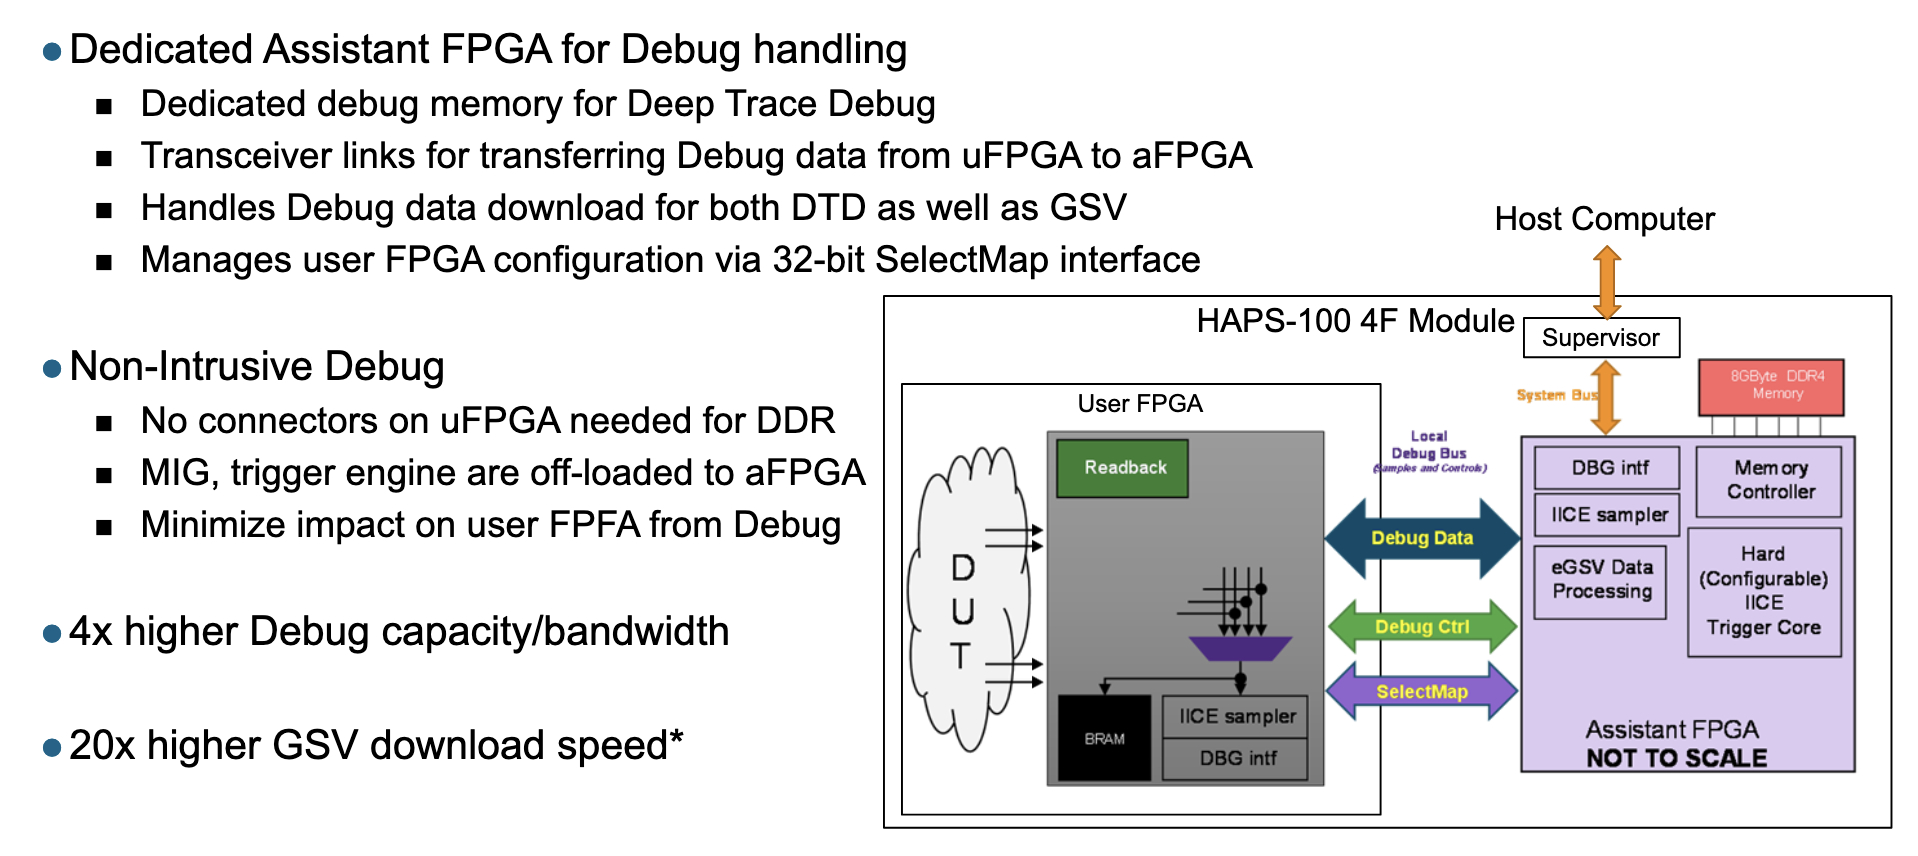 Dedicated Assistant FPGA for Debug handling
Dedicated debug memory for Deep Trace Debug
Transceiver links for transferring Debug data from uFPGA to aFPGA
Handles Debug data download for both DTD as well as GSV
Manages user FPGA configuration via 32-bit SelectMap interface
Non-Intrusive Debug
No connectors on uFPGA needed for DDR
MIG, trigger engine are off-loaded to aFPGA
Minimize impact on user FPFA from Debug
4x higher Debug capacity/bandwidth
20x higher GSV download speed*
Host Computer
HAPS-100 4F Module
Supervisor
System Bus
8GByte DDR4
Memory
User FPGA
Readback
DUT
BRAM
IICE sampler
DBG intf
Local
Debug Bus
(Samples and Controls)
Debug Data
Debug Ctrl
SelectMap
DBG intf
IICE sampler
eGSV Data
Processing
Memory
Controller
Hard
(Configurable)
IICE
Trigger Core
Assistant FPGA
NOT TO SCALE